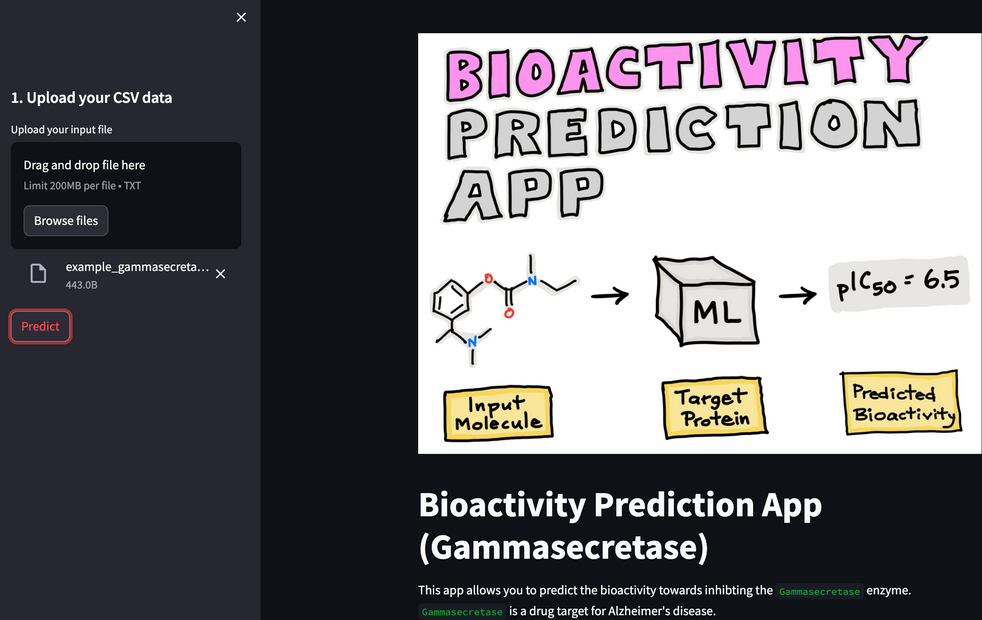 1. Upload your CSV data
Upload your input file
Drag and drop file here
Limit 200MB per file • TXT
Browse files
example_gammasecreta...
443.0B
Predict
BIOACTIVITY
PREDICTION
APP
O
N
O
N
ML
pIC50 = 6.5
Input
Molecule
Target
Protein
Predicted
Bioactivity
Bioactivity Prediction App
(Gammasecretase)
This app allows you to predict the bioactivity towards inhibting the Gammasecretase enzyme.
Gammasecretase is a drug target for Alzheimer's disease.